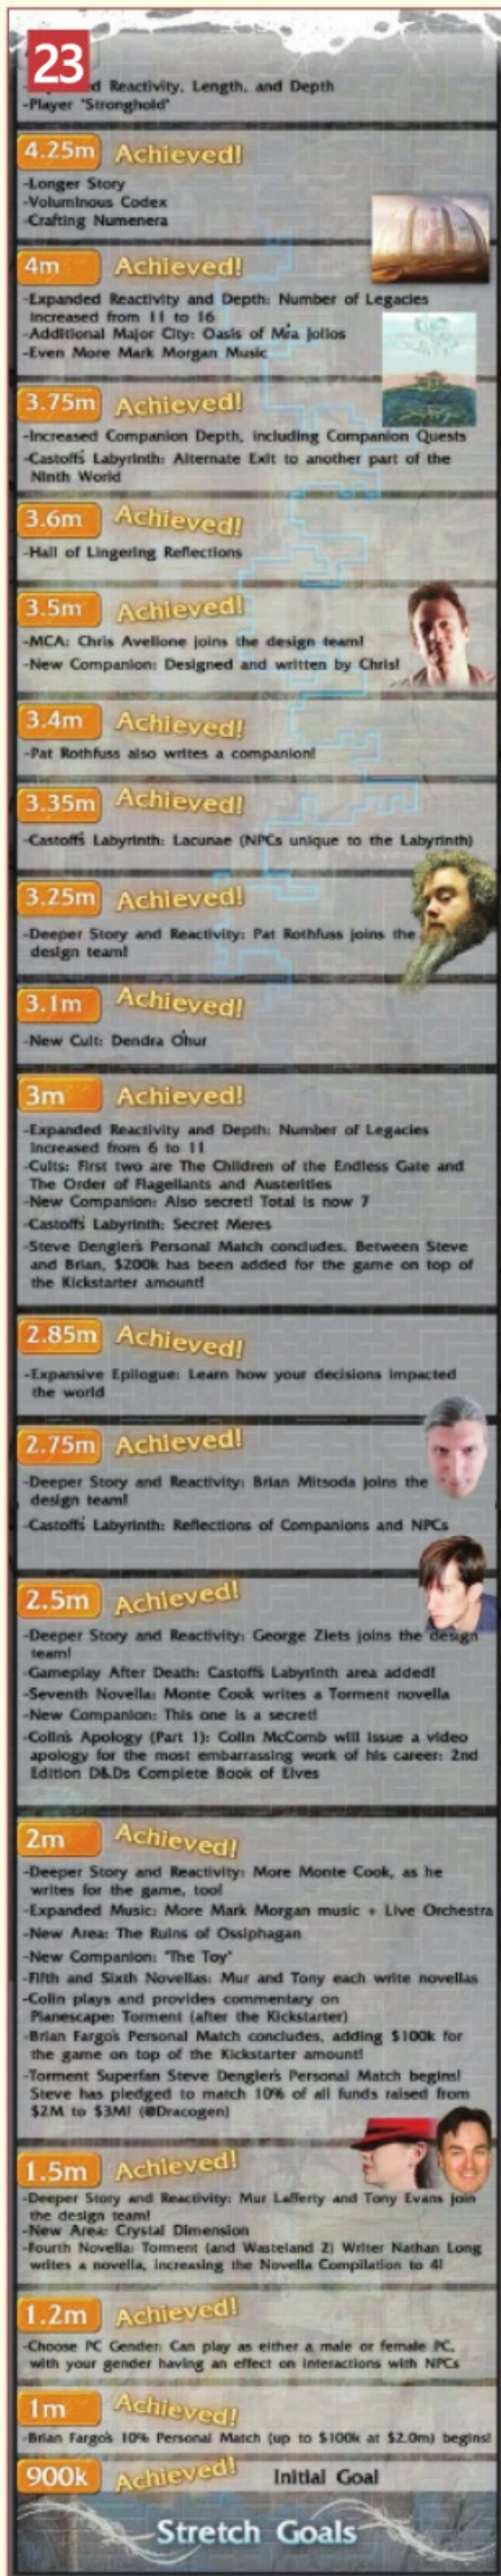 23
d Reactivity, Length, and Depth
-Player "Stronghold"
4.25m Achieved!
-Longer Story
-Voluminous Codex
-Crafting Numenera
4m Achieved!
-Expanded Reactivity and Depth: Number of Legacies
increased from 11 to 16
-Additional Major City: Oasis of M'ra Jolios
-Even More Mark Morgan Music
3.75m Achieved!
-Increased Companion Depth, including Companion Quests
-Castoff's Labyrinth: Alternate Exit to another part of the
Ninth World
3.6m Achieved!
-Hall of Lingering Reflections
3.5m Achieved!
-MCA: Chris Avellone joins the design team!
-New Companion: Designed and written by Chris!
3.4m Achieved!
-Pat Rothfuss also writes a companion!
3.35m Achieved!
-Castoff's Labyrinth: Lacunae (NPCs unique to the Labyrinth)
3.25m Achieved!
-Deeper Story and Reactivity: Pat Rothfuss joins the
design team!
3.1m Achieved!
-New Cult: Dendra O'hur
3m Achieved!
-Expanded Reactivity and Depth: Number of Legacies
increased from 6 to 11
-Cults: First two are The Children of the Endless Gate and
The Order of Flagellants and Austerities
-New Companion: Also secret! Total is now 7
-Castoff's Labyrinth: Secret Meres
-Steve Dengler's Personal Match concludes. Between Steve
and Brian, $200k has been added for the game on top of
the Kickstarter amount!
2.85m Achieved!
-Expansive Epilogue: Learn how your decisions impacted
the world
2.75m Achieved!
-Deeper Story and Reactivity: Brian Mitsoda joins the
design team!
-Castoff's Labyrinth: Reflections of Companions and NPCs
2.5m Achieved!
-Deeper Story and Reactivity: George Ziets joins the design
team!
-Gameplay After Death: Castoff's Labyrinth area added!
-Seventh Novella: Monte Cook writes a Torment novella
-New Companion: This one is a secret!
-Colin's Apology (Part 1): Colin McComb will issue a video
apology for the most embarrassing work of his career: 2nd
Edition D&Ds Complete Book of Elves
2m Achieved!
-Deeper Story and Reactivity: More Monte Cook, as he
writes for the game, too!
-Expanded Music: More Mark Morgan music + Live Orchestra
-New Area: The Ruins of Ossiphagan
-New Companion: "The Toy"
-Fifth and Sixth Novellas: Mur and Tony each write novellas
-Colin plays and provides commentary on
Planescape: Torment (after the Kickstarter)
-Brian Fargo's Personal Match concludes, adding $100k for
the game on top of the Kickstarter amount!
-Torment Superfan Steve Dengler's Personal Match begins!
Steve has pledged to match 10% of all funds raised from
$2M to $3M! (@Dracogen)
1.5m Achieved!
-Deeper Story and Reactivity: Mur Lafferty and Tony Evans join
the design team!
-New Area: Crystal Dimension
-Fourth Novella: Torment (and Wasteland 2) Writer Nathan Long
writes a novella, increasing the Novella Compilation to 4!
1.2m Achieved!
-Choose PC Gender: Can play as either a male or female PC,
with your gender having an effect on interactions with NPCs
1m Achieved!
-Brian Fargo's 10% Personal Match (up to $100k at $2.0m) begins!
900k Achieved! Initial Goal
Stretch Goals